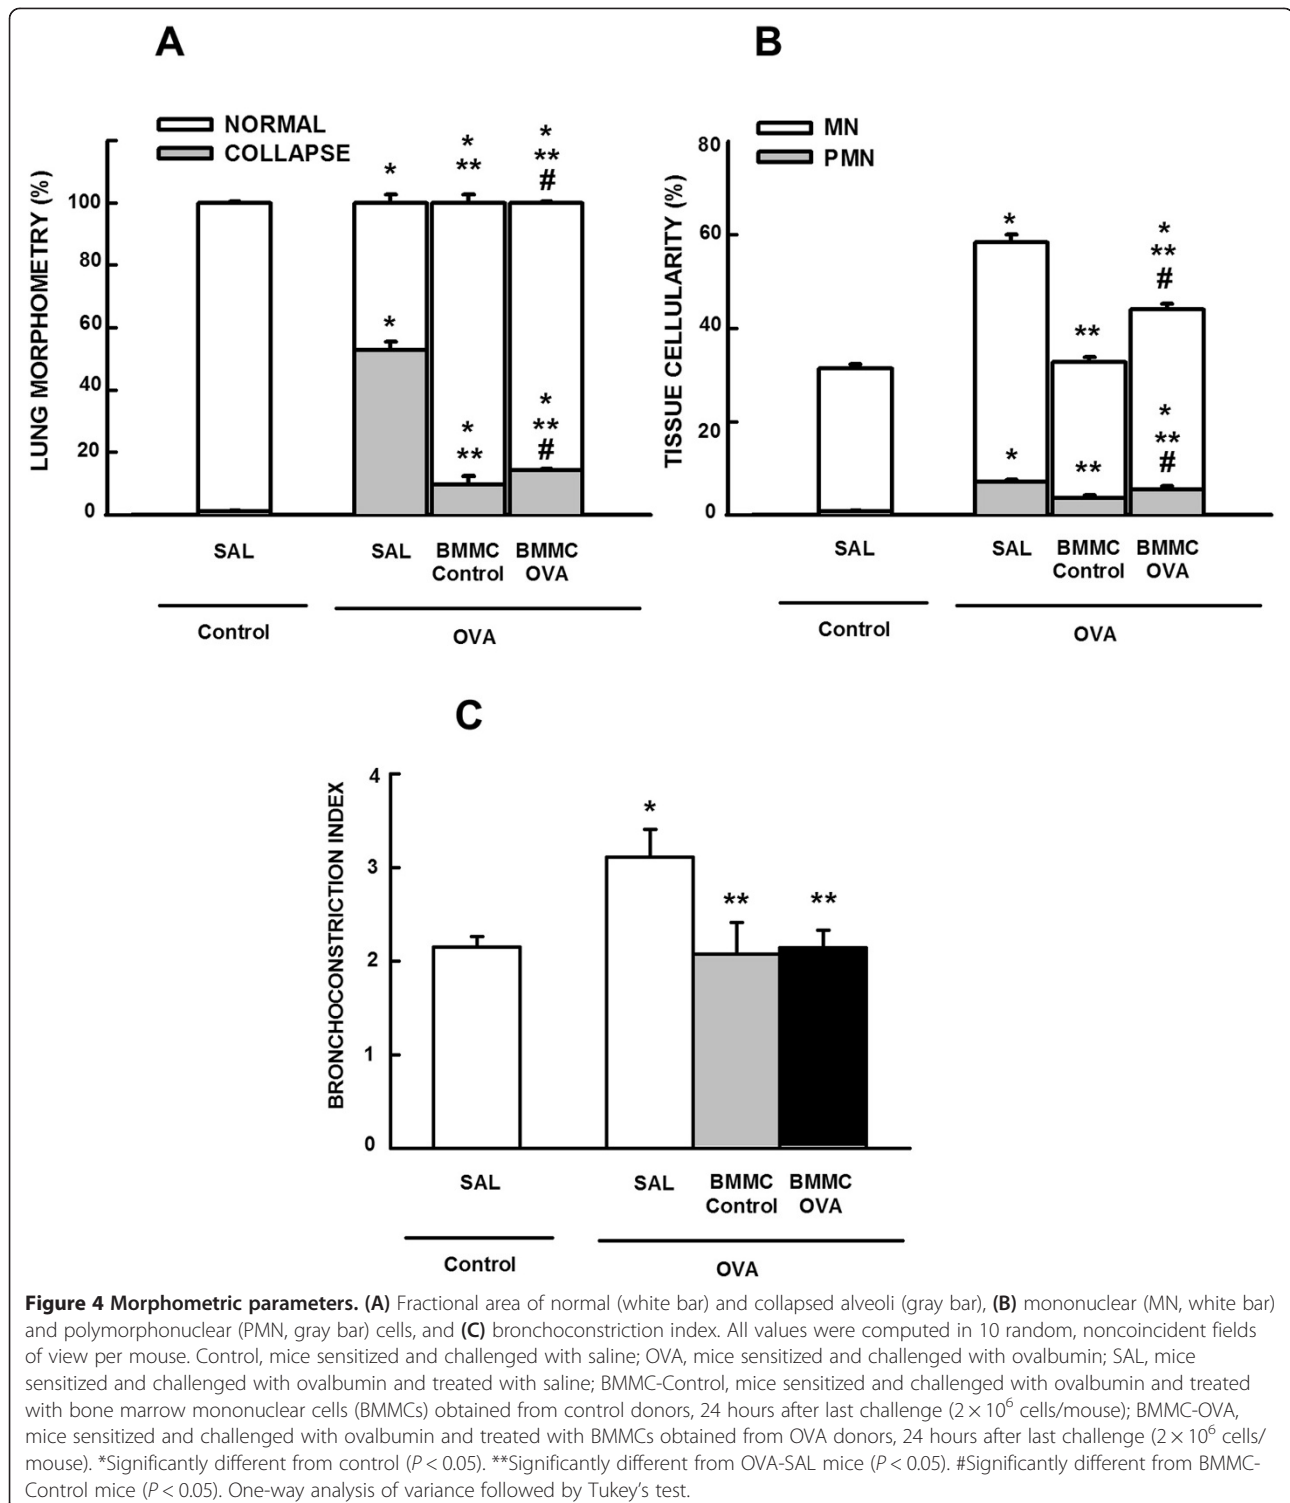 A
NORMAL
COLLAPSE
LUNG MORPHOMETRY (%)
100
80
60
40
20
0
*
*
**
*
**
#
*
*
**
*
**
#
SAL
SAL
BMMC
Control
BMMC
OVA
Control
OVA
B
MN
PMN
TISSUE CELLULARITY (%)
80
60
40
20
0
*
**
*
**
#
*
**
*
**
#
SAL
SAL
BMMC
Control
BMMC
OVA
Control
OVA
C
BRONCHOCONSTRICTION INDEX
4
3
2
1
0
*
**
**
SAL
SAL
BMMC
Control
BMMC
OVA
Control
OVA
Figure 4 Morphometric parameters. (A) Fractional area of normal (white bar) and collapsed alveoli (gray bar), (B) mononuclear (MN, white bar)
and polymorphonuclear (PMN, gray bar) cells, and (C) bronchoconstriction index. All values were computed in 10 random, noncoincident fields
of view per mouse. Control, mice sensitized and challenged with saline; OVA, mice sensitized and challenged with ovalbumin; SAL, mice
sensitized and challenged with ovalbumin and treated with saline; BMMC-Control, mice sensitized and challenged with ovalbumin and treated
with bone marrow mononuclear cells (BMMCs) obtained from control donors, 24 hours after last challenge (2 × 10⁶ cells/mouse); BMMC-OVA,
mice sensitized and challenged with ovalbumin and treated with BMMCs obtained from OVA donors, 24 hours after last challenge (2 × 10⁶ cells/
mouse). *Significantly different from control (P < 0.05). **Significantly different from OVA-SAL mice (P < 0.05). #Significantly different from BMMC-
Control mice (P < 0.05). One-way analysis of variance followed by Tukey's test.